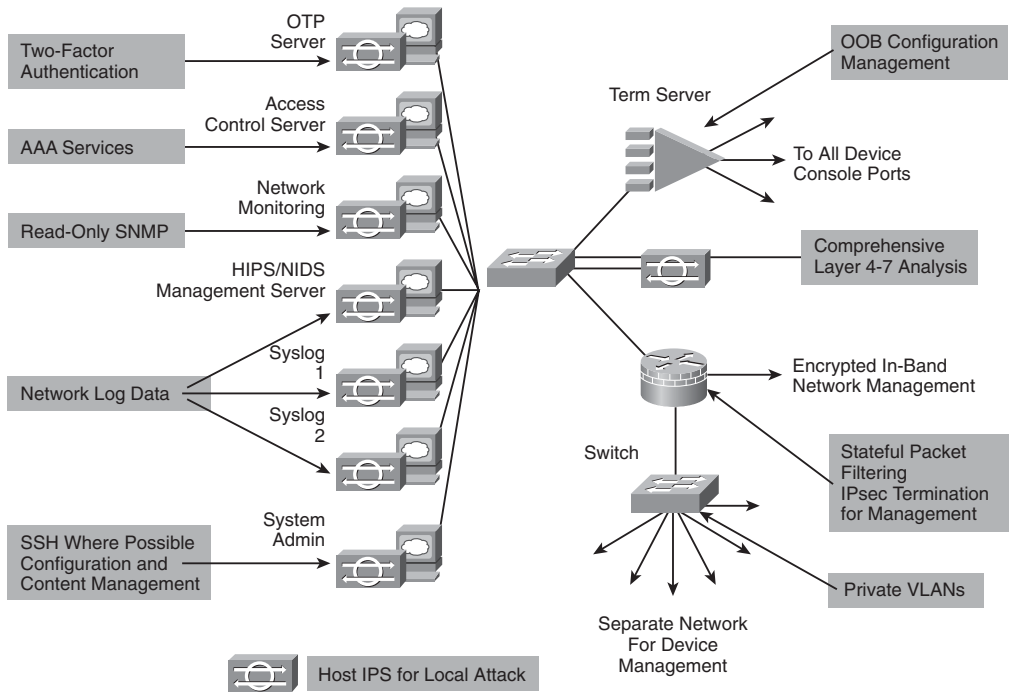 OTP
Server
Two-Factor
Authentication
Access
Control Server
AAA Services
Network
Monitoring
Read-Only SNMP
HIPS/NIDS
Management Server
Syslog
1
Network Log Data
Syslog
2
System
Admin
SSH Where Possible
Configuration and
Content Management
Host IPS for Local Attack
OOB Configuration
Management
Term Server
To All Device
Console Ports
Comprehensive
Layer 4-7 Analysis
Encrypted In-Band
Network Management
Stateful Packet
Filtering
IPsec Termination
for Management
Switch
Private VLANs
Separate Network
For Device
Management